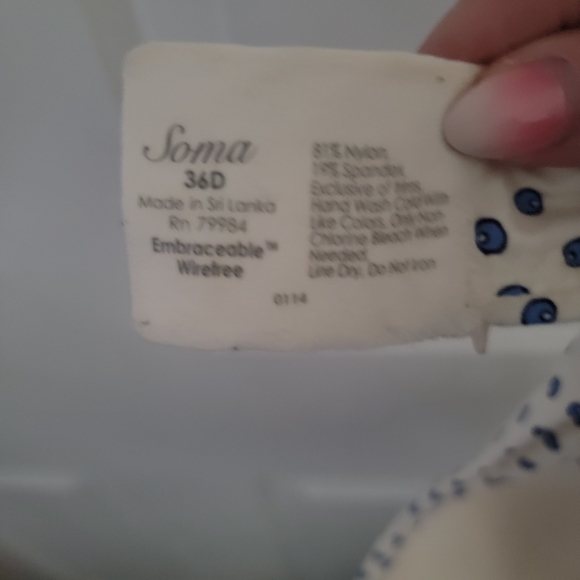 Soma
36D
Made in Sri Lanka
Rn 79984
Embraceable™
Wirefree
81% Nylon
19% Spandex
Exclusive of Trim
Hand Wash Cold With
Like Colors, Only Non
Chlorine Bleach When
Needed
Line Dry, Do Not Iron
0114